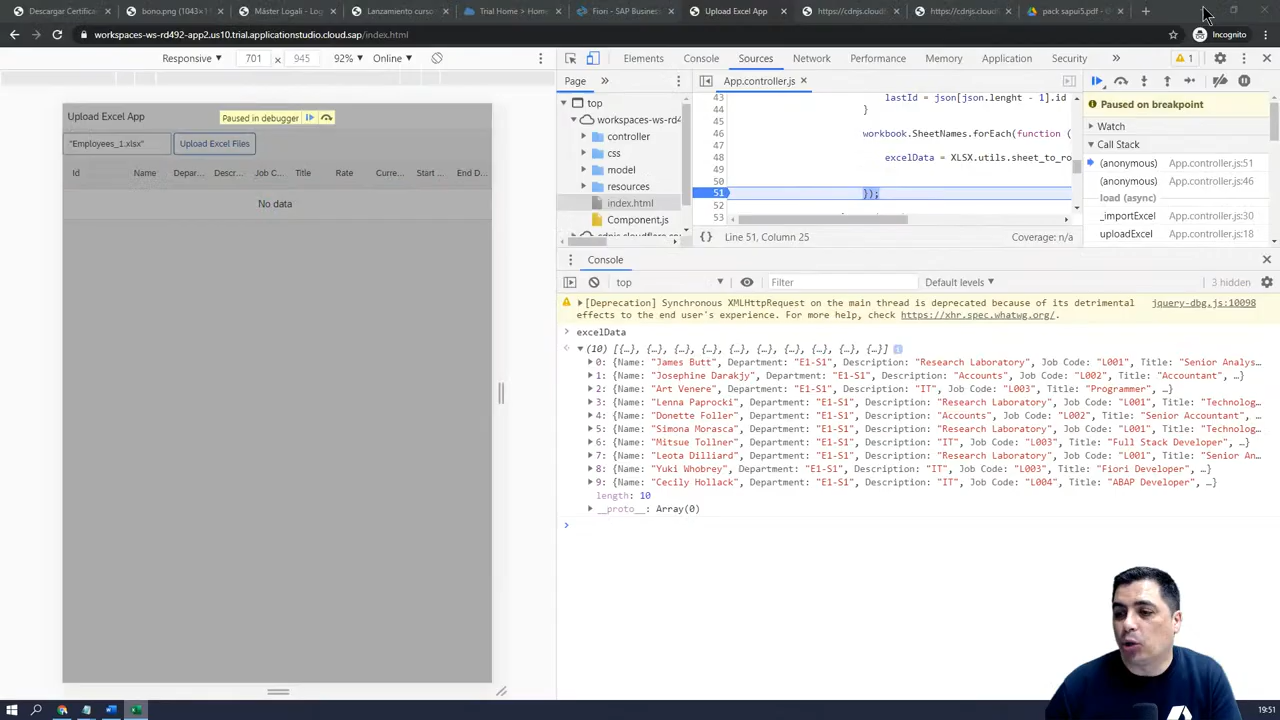 Descargar Certifica
bono.png (1043×1
Máster Logali - Log
Lanzamiento curso
Trial Home > Home
Fiori - SAP Busines
Upload Excel App
https://cdnjs.cloudf
https://cdnjs.cloudf
pack sapui5.pdf -
workspaces-ws-rd492-app2.us10.trial.applicationstudio.cloud.sap/index.html
Incognito
Responsive 701 × 945 92% Online
Elements Console Sources Network Performance Memory Application Security » 1
Page »
App.controller.js
top
workspaces-ws-rd4
controller
css
model
resources
index.html
Component.js
43 lastId = json[json.lenght - 1].id
44 }
45
46 workbook.SheetNames.forEach(function (
47
48 excelData = XLSX.utils.sheet_to_ro
49
50
51 });
52
53
{} Line 51, Column 25 Coverage: n/a
Paused on breakpoint
Watch
Call Stack
(anonymous) App.controller.js:51
(anonymous) App.controller.js:46
load (async)
_importExcel App.controller.js:30
uploadExcel App.controller.js:18
Upload Excel App
Paused in debugger
"Employees_1.xlsx" Upload Excel Files
Id Name Depar... Descr... Job C... Title Rate Curre... Start ... End D...
No data
Console
top Filter Default levels 3 hidden
[Deprecation] Synchronous XMLHttpRequest on the main thread is deprecated because of its detrimental jquery-dbg.js:10098
effects to the end user's experience. For more help, check https://xhr.spec.whatwg.org/.
excelData
(10) [{…}, {…}, {…}, {…}, {…}, {…}, {…}, {…}, {…}, {…}]
0: {Name: "James Butt", Department: "E1-S1", Description: "Research Laboratory", Job Code: "L001", Title: "Senior Analys…
1: {Name: "Josephine Darakjy", Department: "E1-S1", Description: "Accounts", Job Code: "L002", Title: "Accountant", …}
2: {Name: "Art Venere", Department: "E1-S1", Description: "IT", Job Code: "L003", Title: "Programmer", …}
3: {Name: "Lenna Paprocki", Department: "E1-S1", Description: "Research Laboratory", Job Code: "L001", Title: "Technolog…
4: {Name: "Donette Foller", Department: "E1-S1", Description: "Accounts", Job Code: "L002", Title: "Senior Accountant", …}
5: {Name: "Simona Morasca", Department: "E1-S1", Description: "Research Laboratory", Job Code: "L001", Title: "Technolog…
6: {Name: "Mitsue Tollner", Department: "E1-S1", Description: "IT", Job Code: "L003", Title: "Full Stack Developer", …}
7: {Name: "Leota Dilliard", Department: "E1-S1", Description: "Research Laboratory", Job Code: "L001", Title: "Senior An…
8: {Name: "Yuki Whobrey", Department: "E1-S1", Description: "IT", Job Code: "L003", Title: "Fiori Developer", …}
9: {Name: "Cecily Hollack", Department: "E1-S1", Description: "IT", Job Code: "L004", Title: "ABAP Developer", …}
length: 10
__proto__: Array(0)
19:51